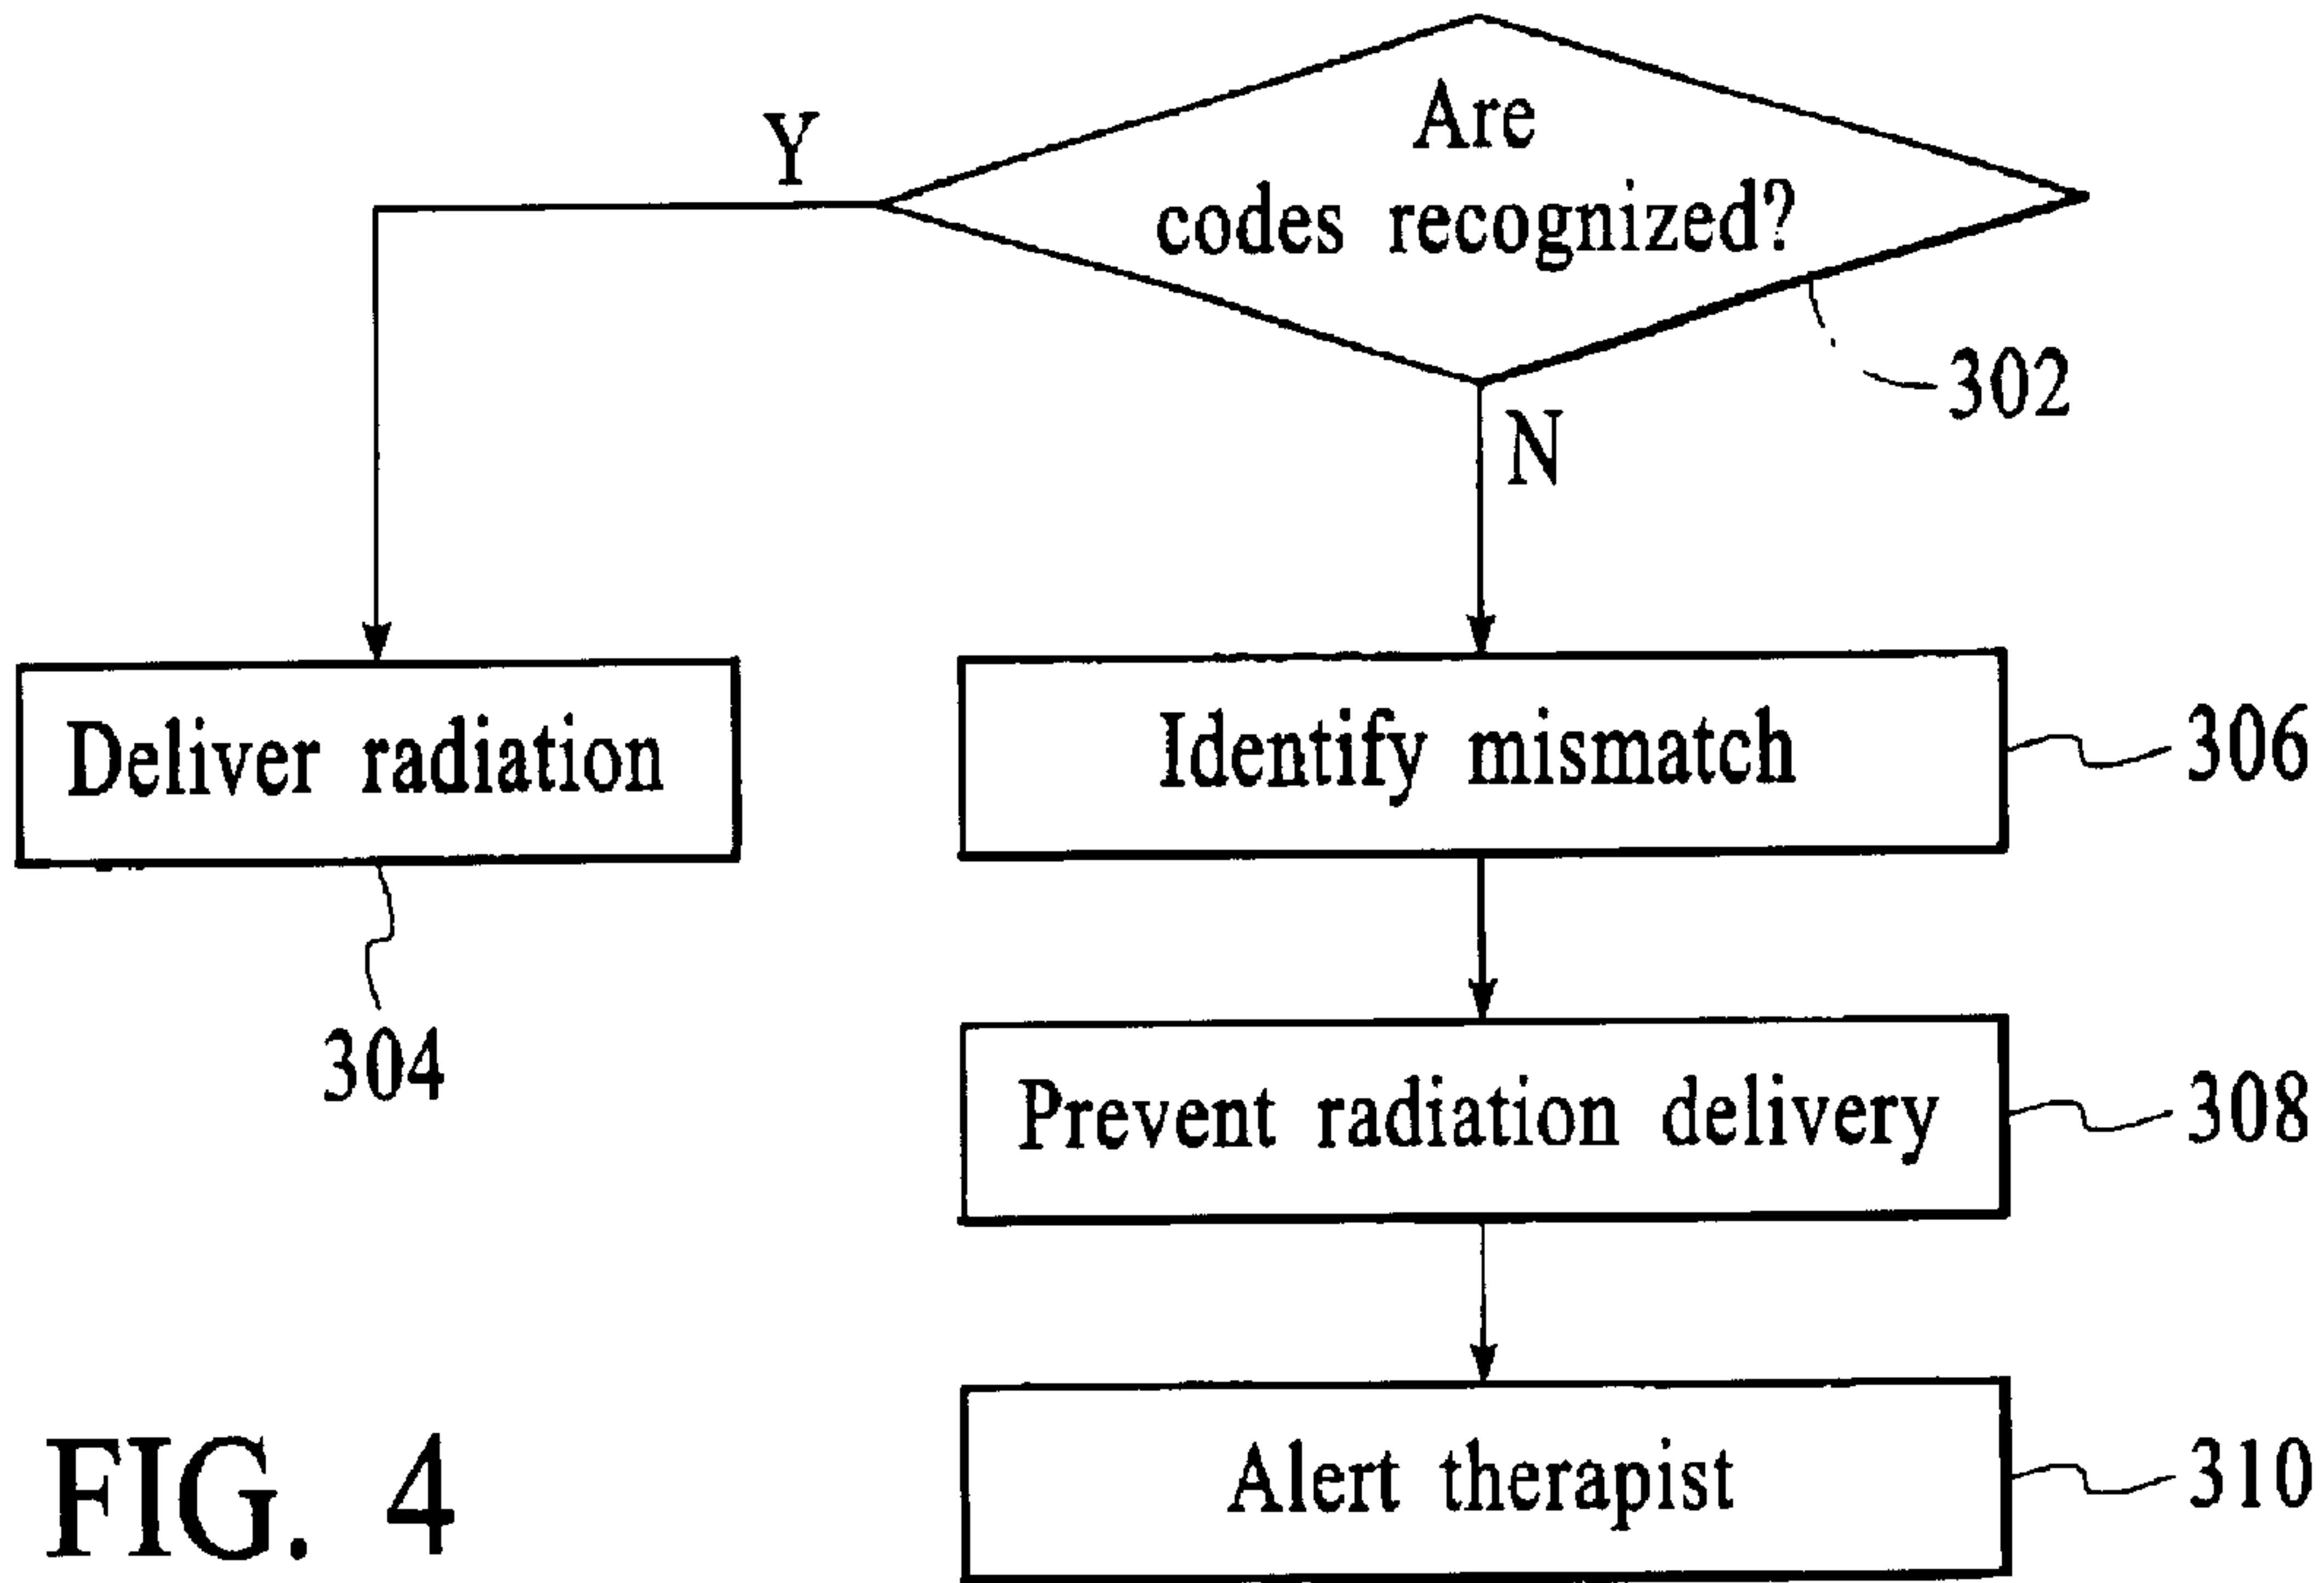 Are
codes recognized?
Y
302
N
Deliver radiation
304
Identify mismatch
306
Prevent radiation delivery
308
Alert therapist
310
FIG. 4